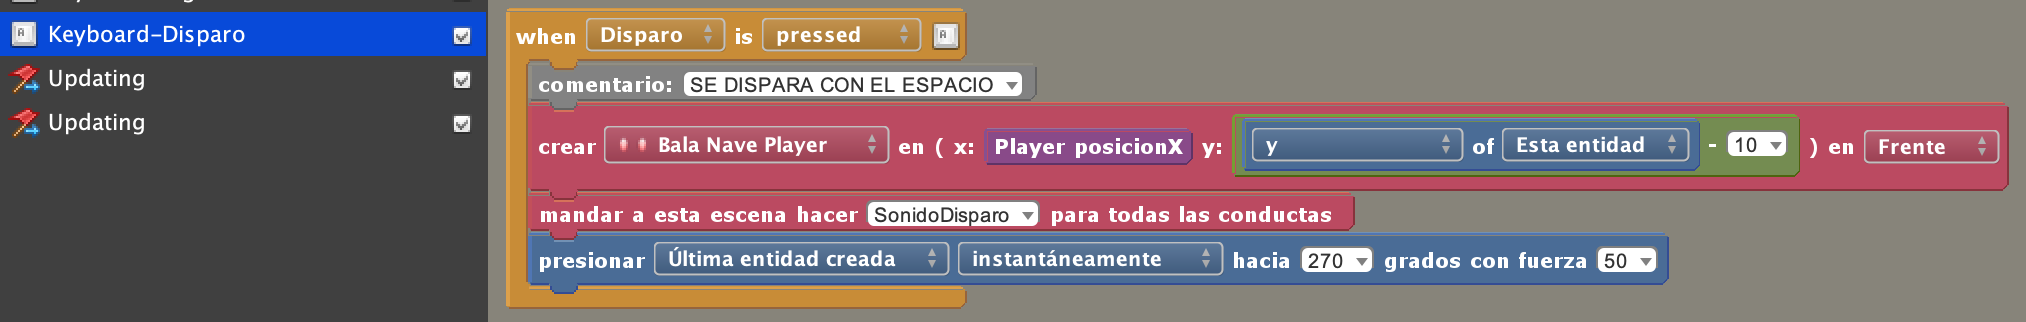 Keyboard-Disparo
Updating
Updating
when Disparo is pressed
comentario: SE DISPARA CON EL ESPACIO
crear Bala Nave Player en ( x: Player posicionX y: y of Esta entidad - 10 ) en Frente
mandar a esta escena hacer SonidoDisparo para todas las conductas
presionar Última entidad creada instantáneamente hacia 270 grados con fuerza 50